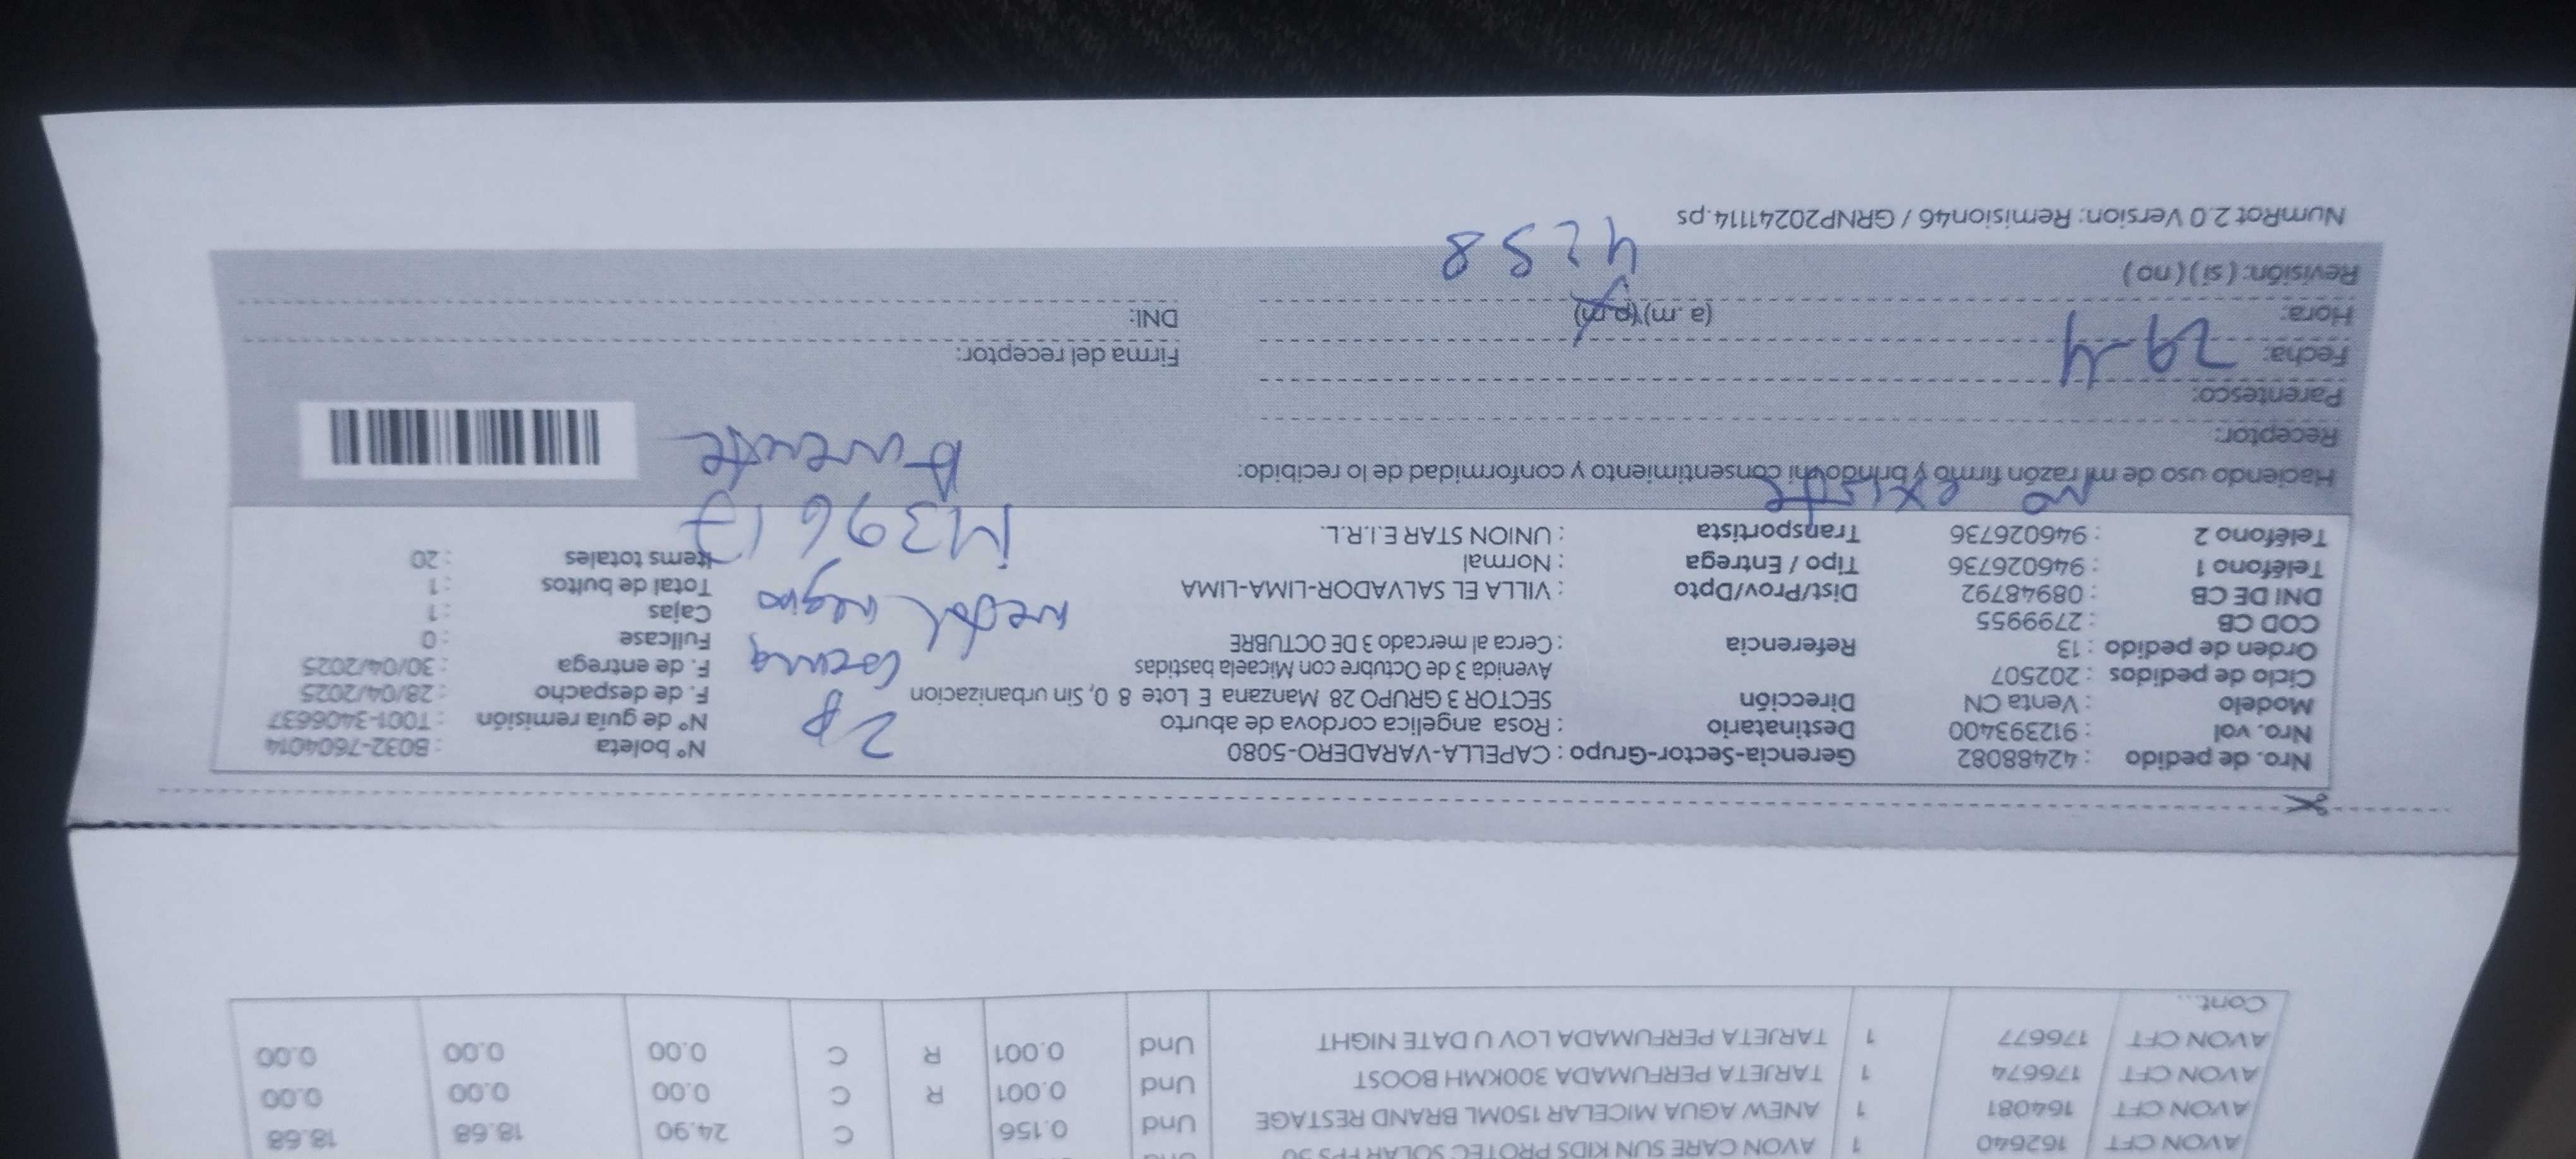 AVON CFT 162640 1 AVON CARE SUN KIDS PROTEC SOLAR FPS 50 Und
AVON CFT 164081 1 ANEW AGUA MICELAR 150ML BRAND RESTAGE Und 0.156 C 24.90 18.68 18.68
AVON CFT 176674 1 TARJETA PERFUMADA 300KMH BOOST Und 0.001 R C 0.00 0.00 0.00
AVON CFT 176677 1 TARJETA PERFUMADA LOV U DATE NIGHT Und 0.001 R C 0.00 0.00 0.00
Cont...
Nro. de pedido : 42488082 Gerencia-Sector-Grupo : CAPELLA-VARADERO-5080 Nº boleta : B032-7604014
Nro. vol : 912393400 Destinatario : Rosa angelica cordova de aburto Nº de guía remisión : T001-3406637
Modelo : Venta CN Dirección SECTOR 3 GRUPO 28 Manzana E Lote 8 0, Sin urbanizacion F. de despacho : 28/04/2025
Ciclo de pedidos : 202507 Avenida 3 de Octubre con Micaela bastidas F. de entrega : 30/04/2025
Orden de pedido : 13 Referencia : Cerca al mercado 3 DE OCTUBRE Fullcase : 0
COD CB : 2799955 Cajas : 1
DNI DE CB : 08948792 Dist/Prov/Dpto : VILLA EL SALVADOR-LIMA-LIMA Total de bultos : 1
Teléfono 1 : 946026736 Tipo / Entrega : Normal Items totales : 20
Teléfono 2 : 946026736 Transportista : UNION STAR E.I.R.L.
2P
Cocina
metal negro
M39617
Ausente
no existe
Haciendo uso de mi razón firmo y brindo mi consentimiento y conformidad de lo recibido:
Receptor:
Parentesco:
Fecha: 29-4 Firma del receptor:
Hora: (a.m) (p.m) DNI:
Revisión: ( si ) ( no )
4258
NumRot 2.0 Version: Remision46 / GRNP20241114.ps